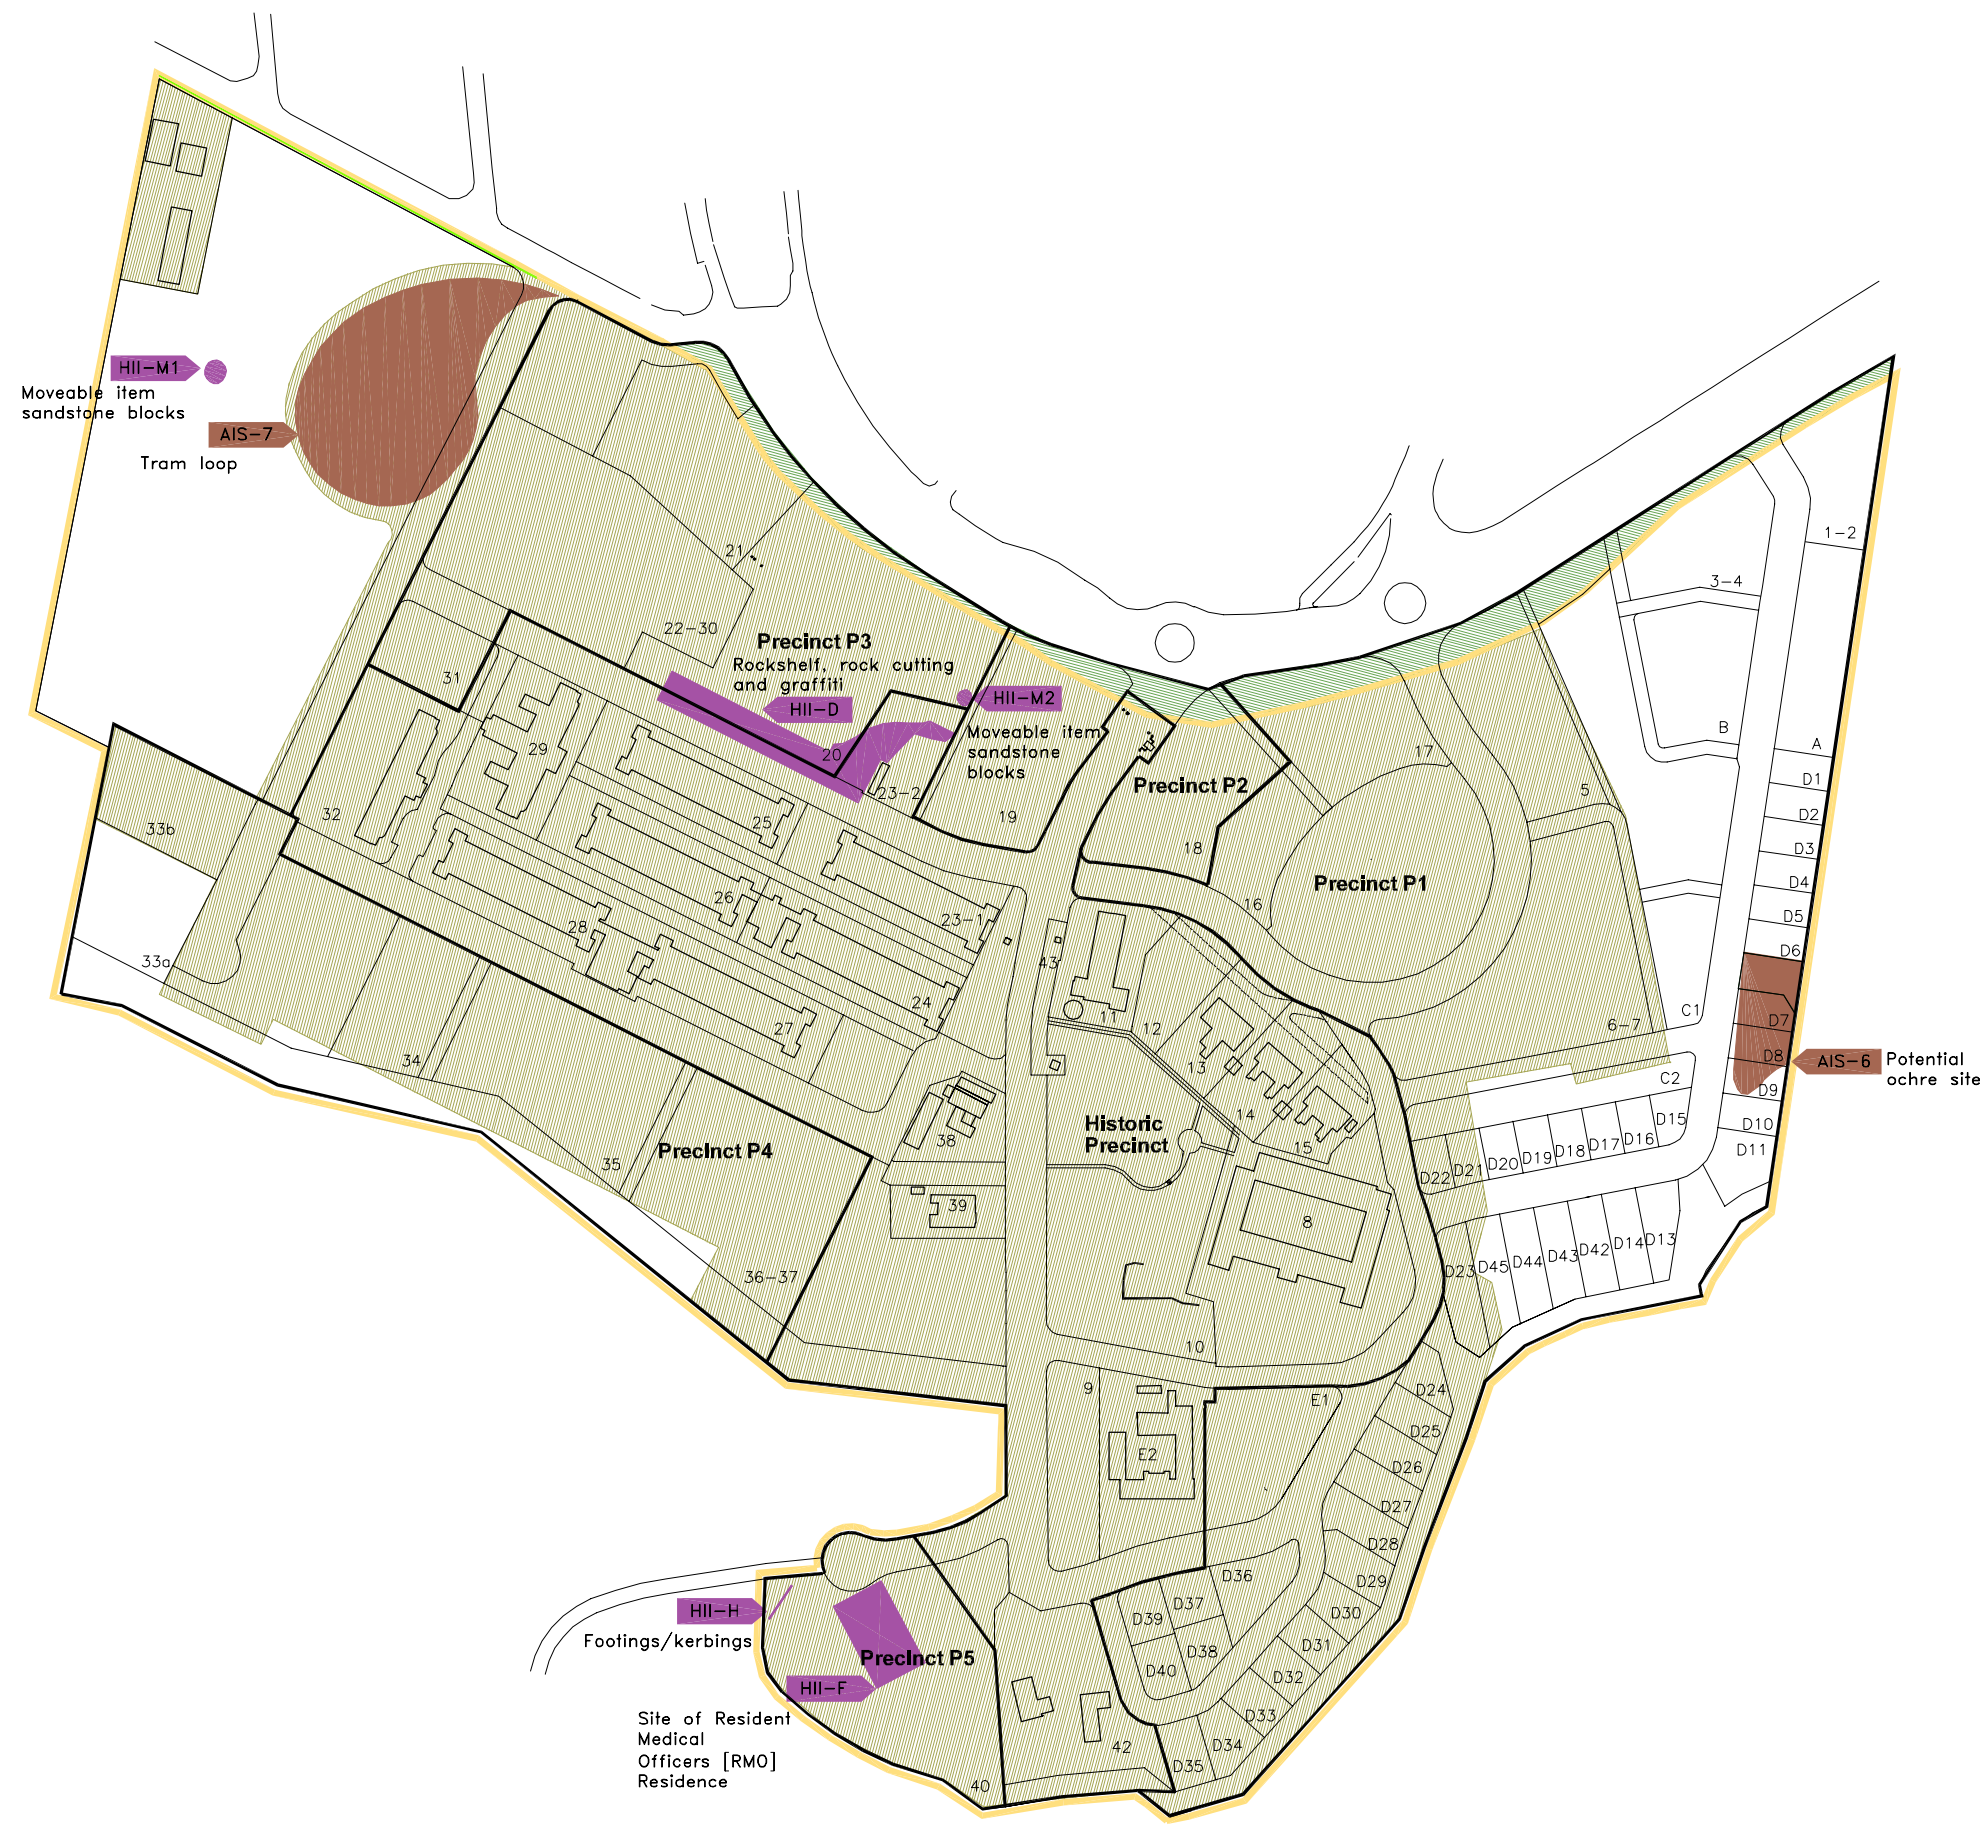 HII-M1
Moveable item
sandstone blocks
AIS-7
Tram loop
21
22-30
Precinct P3
Rockshelf, rock cutting
and graffiti
HII-D
HII-M2
Moveable item
sandstone
blocks
31
20
23-2
19
29
25
32
33b
33a
26
28
23-1
24
27
34
35
Precinct P4
36-37
38
39
43
11
12
13
14
15
Historic
Precinct
8
10
9
E1
E2
Precinct P2
18
17
16
Precinct P1
5
6-7
1-2
3-4
B
A
D1
D2
D3
D4
D5
D6
C1
D7
D8
AIS-6
Potential
ochre site
D9
D10
D11
C2
D15
D16
D17
D18
D19
D20
D21
D22
D23
D45
D44
D43
D42
D14
D13
D24
D25
D26
D27
D28
D29
D30
D31
D32
D33
D34
D35
D36
D37
D38
D39
D40
42
40
HII-H
Footings/kerbings
Precinct P5
HII-F
Site of Resident
Medical
Officers [RMO]
Residence